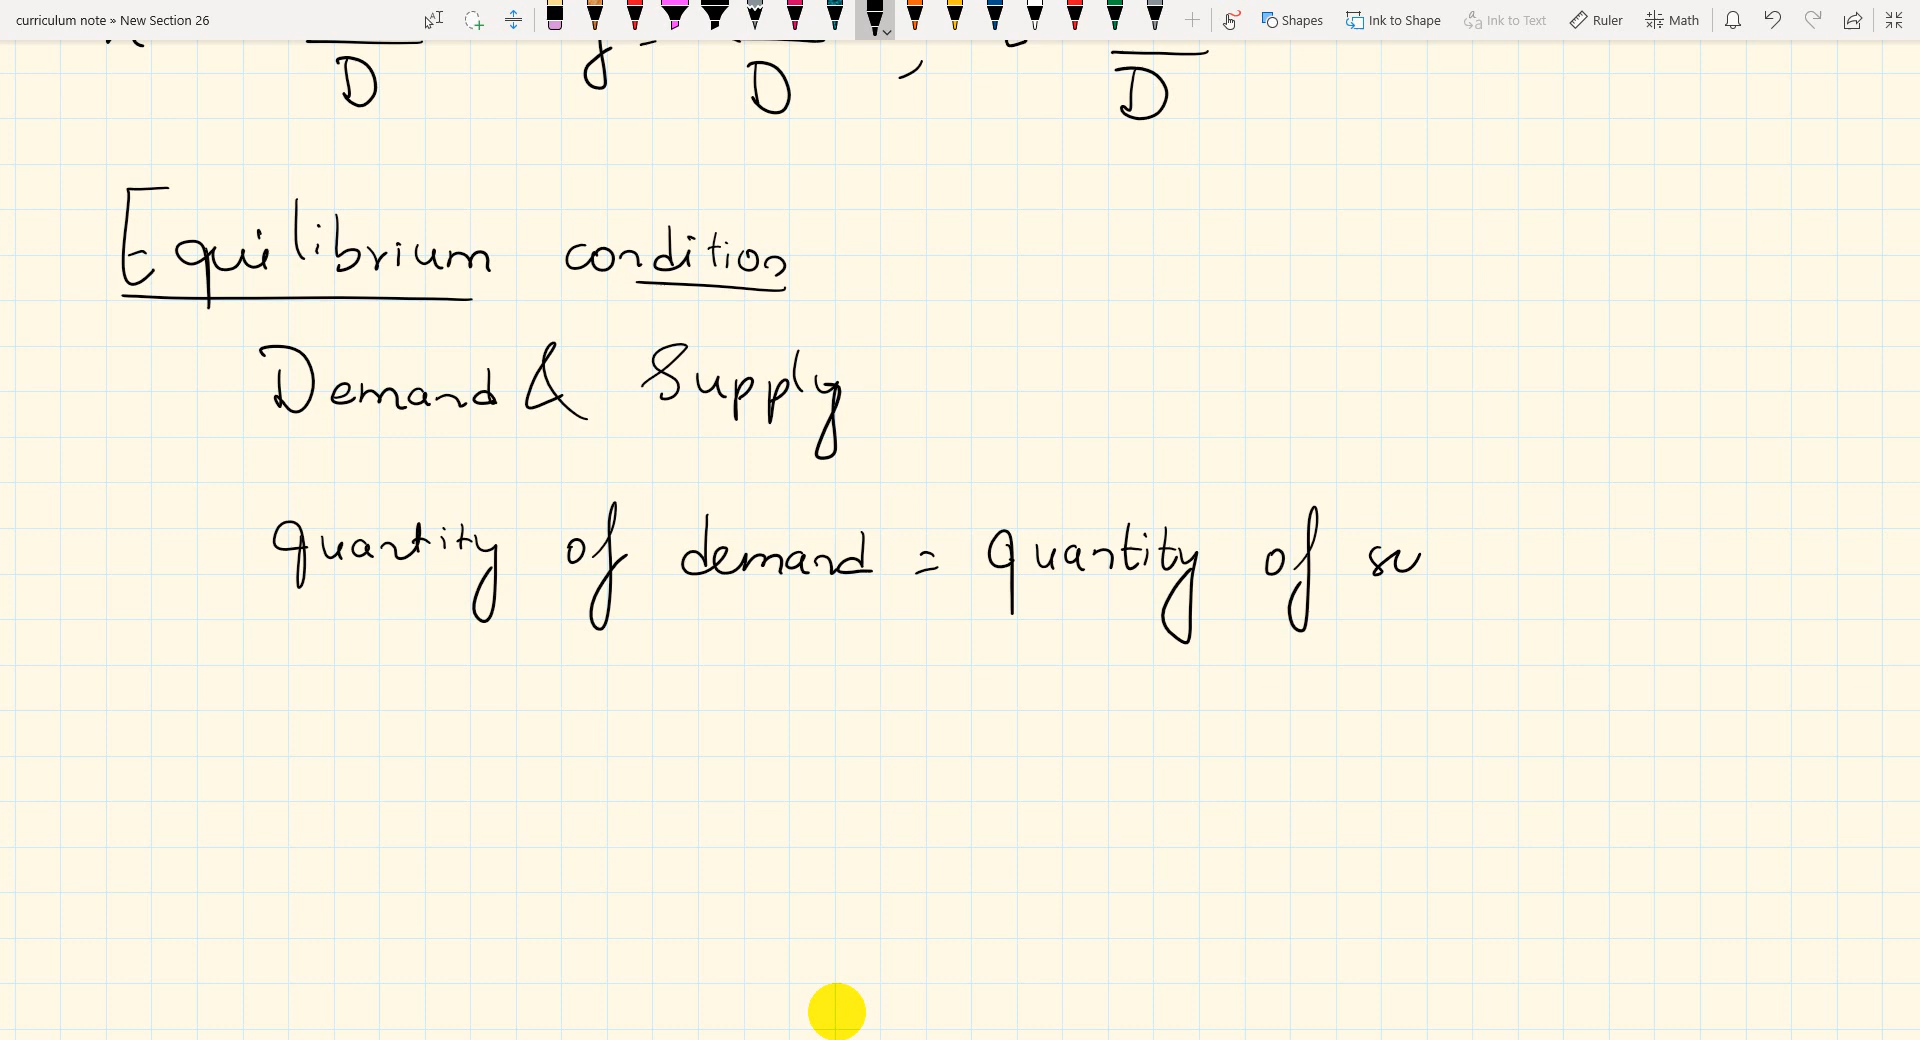 curriculum note » New Section 26 Shapes Ink to Shape Ink to Text Ruler Math
D y = D , D
Equilibrium condition
Demand & Supply
Quantity of demand = Quantity of su